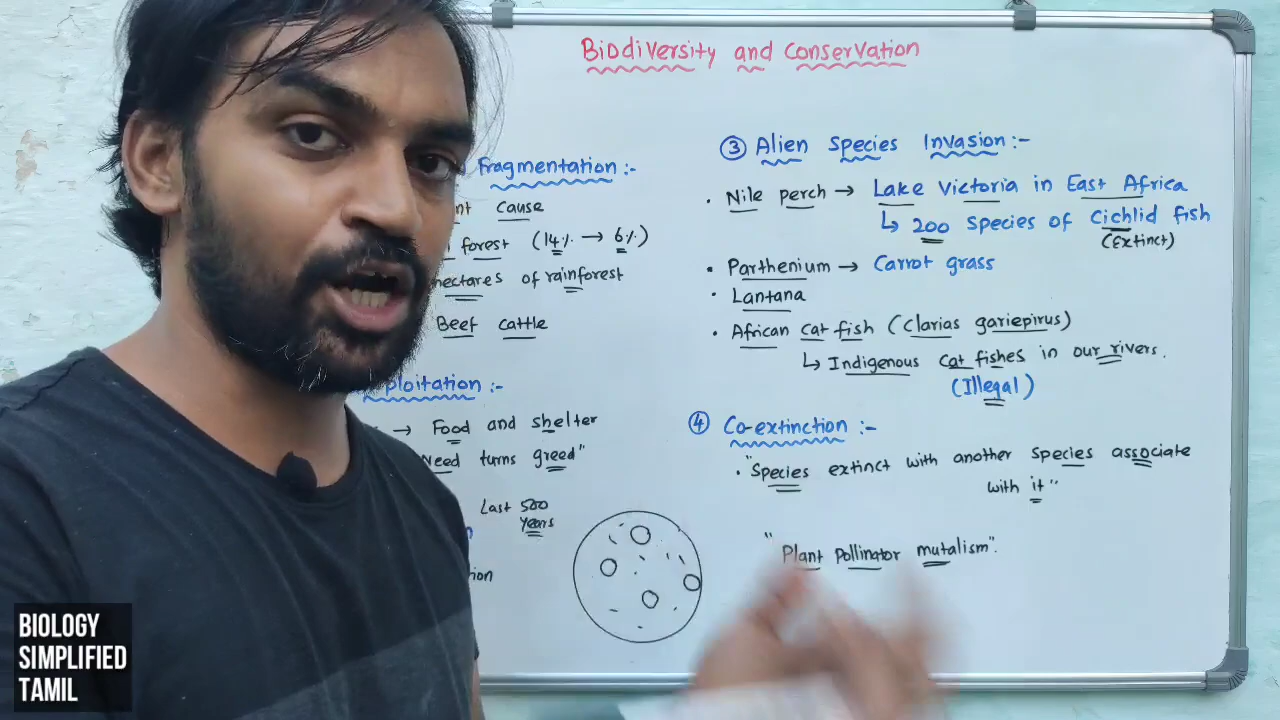 Biodiversity and Conservation
Fragmentation :-
cause
forest (14%. → 6%.)
hectares of rainforest
Beef cattle
ploitation :-
→ Food and shelter
Need turns greed"
Last 500
Years
③ Alien Species Invasion :-
• Nile perch → Lake Victoria in East Africa
↳ 200 species of Cichlid fish
(Extinct)
• Parthenium → Carrot grass
• Lantana
• African cat fish (Clarias gariepirus)
↳ Indigenous cat fishes in our rivers.
(Illegal)
④ Co-extinction :-
• "Species extinct with another species associate
with it"
"Plant pollinator mutalism".
BIOLOGY
SIMPLIFIED
TAMIL